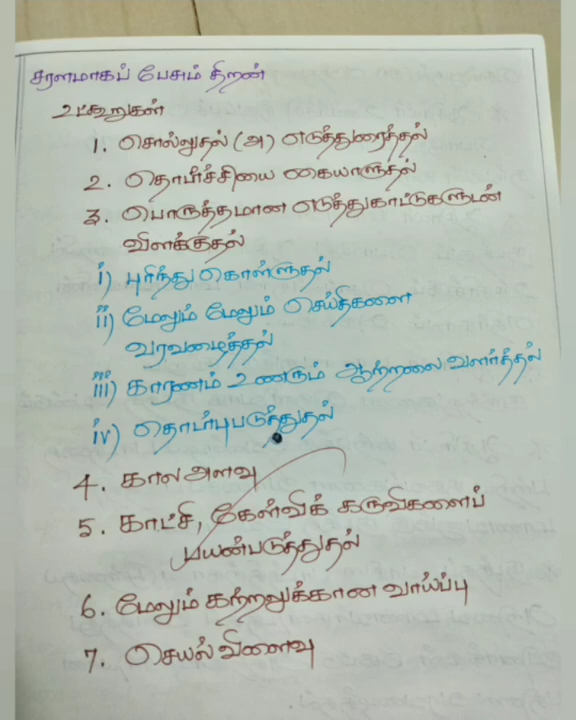 சரளமாகப் பேசும் திறன்
உட்கூறுகள்
1. சொல்லுதல் (அ) எடுத்துரைத்தல்
2. தொடர்ச்சியை கையாளுதல்
3. பொருத்தமான எடுத்துகாட்டுகளுடன்
விளக்குதல்
i) புரிந்து கொள்ளுதல்
ii) மேலும் மேலும் செய்திகளை
வரவழைத்தல்
iii) காரணம் உணரும் ஆற்றலை வளர்த்தல்
iv) தொடர்புபடுத்துதல்
4. கால அளவு
5. காட்சி, கேள்விக் கருவிகளைப்
பயன்படுத்துதல்
6. மேலும் கற்றலுக்கான வாய்ப்பு
7. செயல் விளைவு